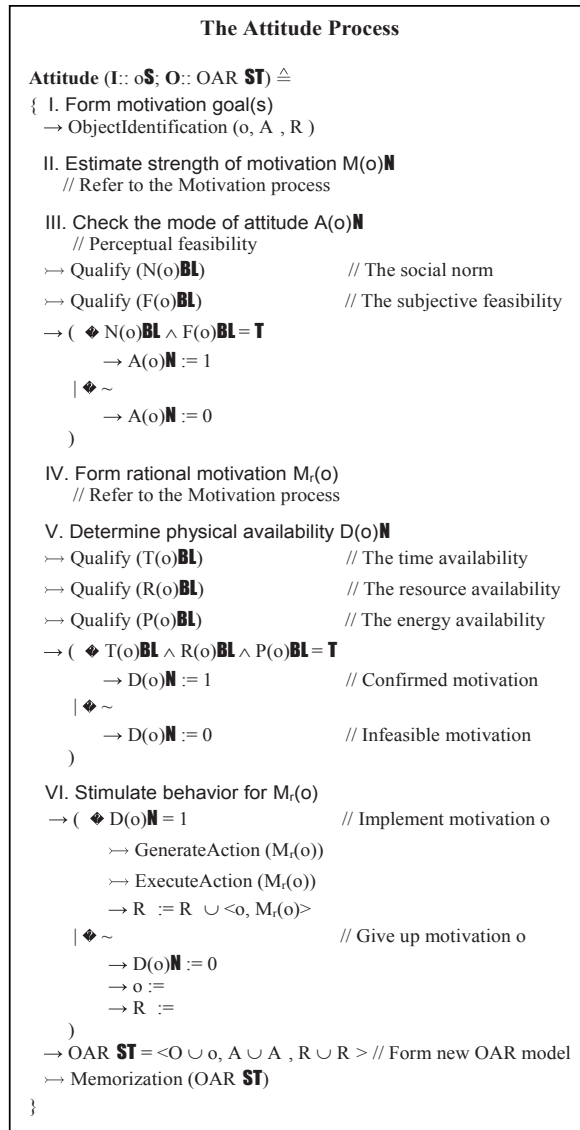 The Attitude Process
Attitude (I:: oS; O:: OAR ST) ≙
{ I. Form motivation goal(s)
→ ObjectIdentification (o, A , R )
II. Estimate strength of motivation M(o)N
// Refer to the Motivation process
III. Check the mode of attitude A(o)N
// Perceptual feasibility
↣ Qualify (N(o)BL) // The social norm
↣ Qualify (F(o)BL) // The subjective feasibility
→ ( � N(o)BL ∧ F(o)BL = T
→ A(o)N := 1
| � ~
→ A(o)N := 0
)
IV. Form rational motivation Mᵣ(o)
// Refer to the Motivation process
V. Determine physical availability D(o)N
↣ Qualify (T(o)BL) // The time availability
↣ Qualify (R(o)BL) // The resource availability
↣ Qualify (P(o)BL) // The energy availability
→ ( � T(o)BL ∧ R(o)BL ∧ P(o)BL = T
→ D(o)N := 1 // Confirmed motivation
| � ~
→ D(o)N := 0 // Infeasible motivation
)
VI. Stimulate behavior for Mᵣ(o)
→ ( � D(o)N = 1 // Implement motivation o
↣ GenerateAction (Mᵣ(o))
↣ ExecuteAction (Mᵣ(o))
→ R := R ∪ <o, Mᵣ(o)>
| � ~ // Give up motivation o
→ D(o)N := 0
→ o :=
→ R :=
)
→ OAR ST = <O ∪ o, A ∪ A , R ∪ R > // Form new OAR model
↣ Memorization (OAR ST)
}